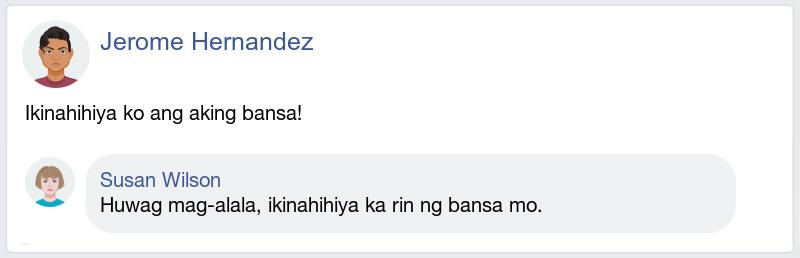 Jerome Hernandez
Ikinahihiya ko ang aking bansa!
Susan Wilson
Huwag mag-alala, ikinahihiya ka rin ng bansa mo.